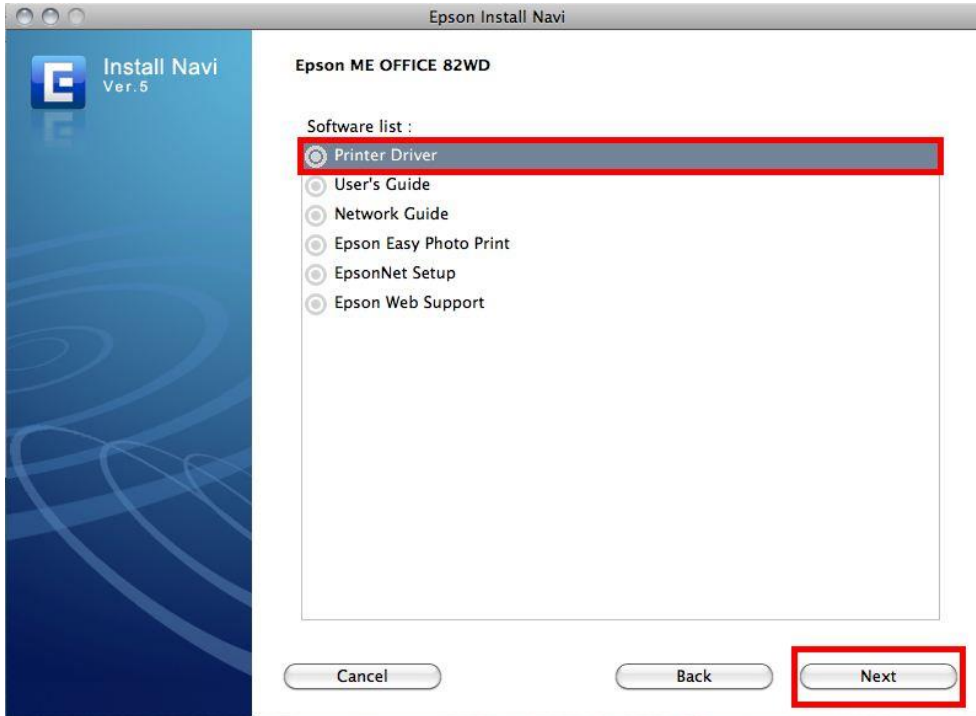 Epson Install Navi
Install Navi
Ver.5
Epson ME OFFICE 82WD
Software list :
Printer Driver
User's Guide
Network Guide
Epson Easy Photo Print
EpsonNet Setup
Epson Web Support
Cancel Back Next